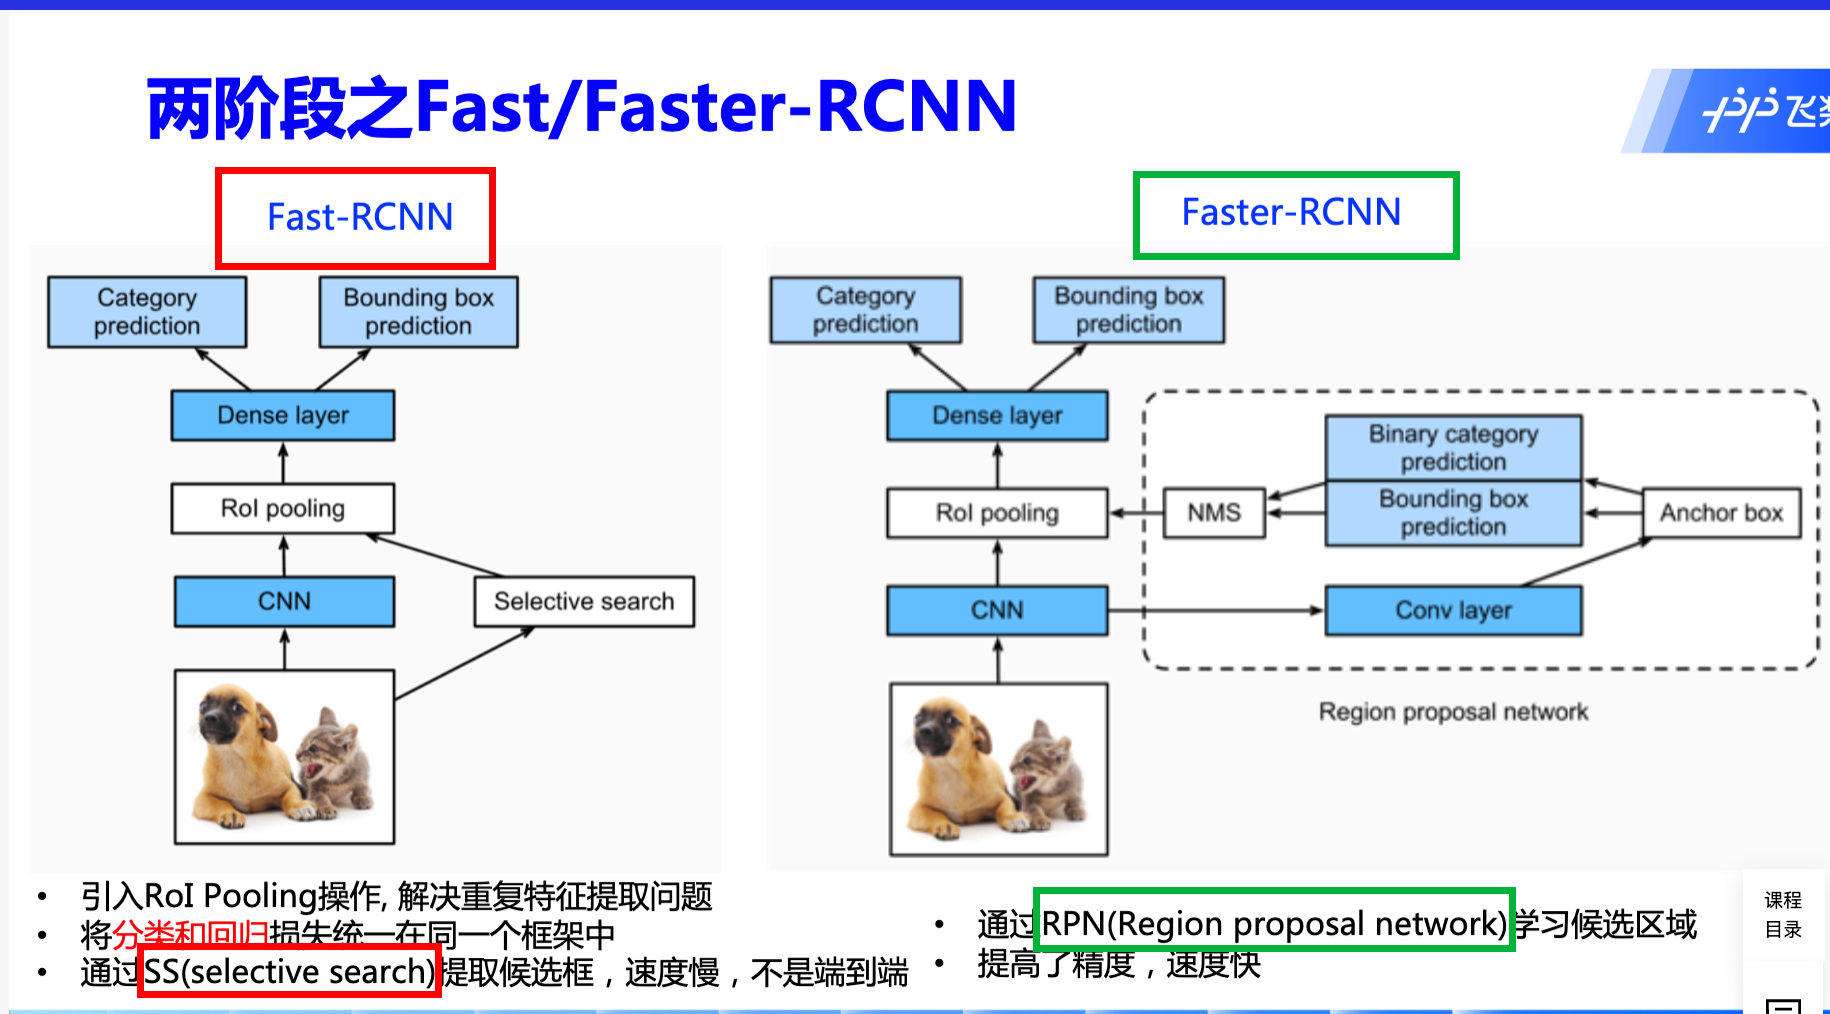 两阶段之Fast/Faster-RCNN
飞桨
Fast-RCNN
Category
prediction
Bounding box
prediction
Dense layer
RoI pooling
CNN
Selective search
引入RoI Pooling操作, 解决重复特征提取问题
将分类和回归损失统一在同一个框架中
通过SS(selective search)提取候选框，速度慢，不是端到端
Faster-RCNN
Category
prediction
Bounding box
prediction
Dense layer
RoI pooling
CNN
NMS
Binary category
prediction
Bounding box
prediction
Anchor box
Conv layer
Region proposal network
通过RPN(Region proposal network)学习候选区域
提高了精度，速度快
课程
目录